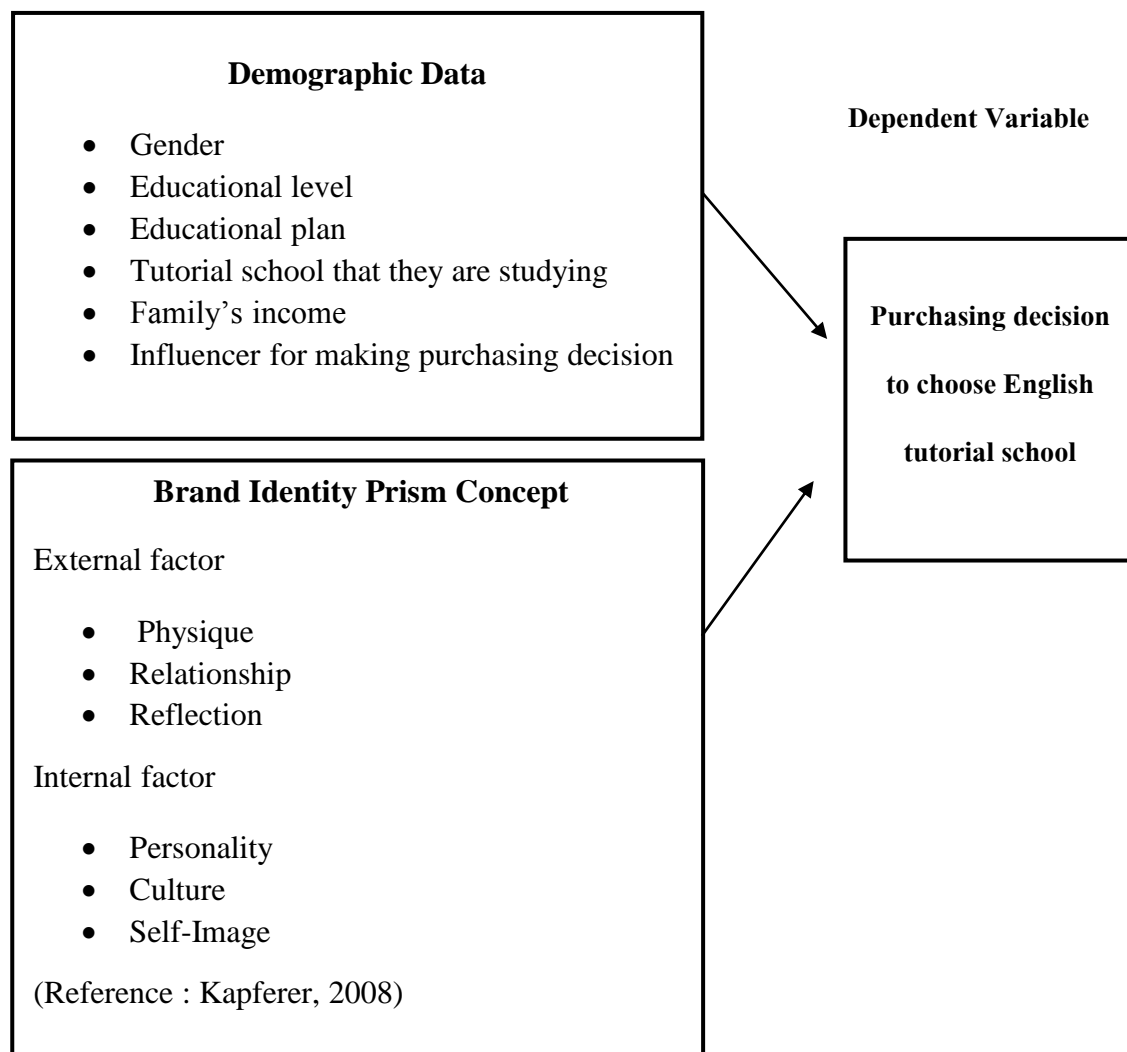 Demographic Data
• Gender
• Educational level
• Educational plan
• Tutorial school that they are studying
• Family's income
• Influencer for making purchasing decision
Dependent Variable
Purchasing decision
to choose English
tutorial school
Brand Identity Prism Concept
External factor
• Physique
• Relationship
• Reflection
Internal factor
• Personality
• Culture
• Self-Image
(Reference : Kapferer, 2008)